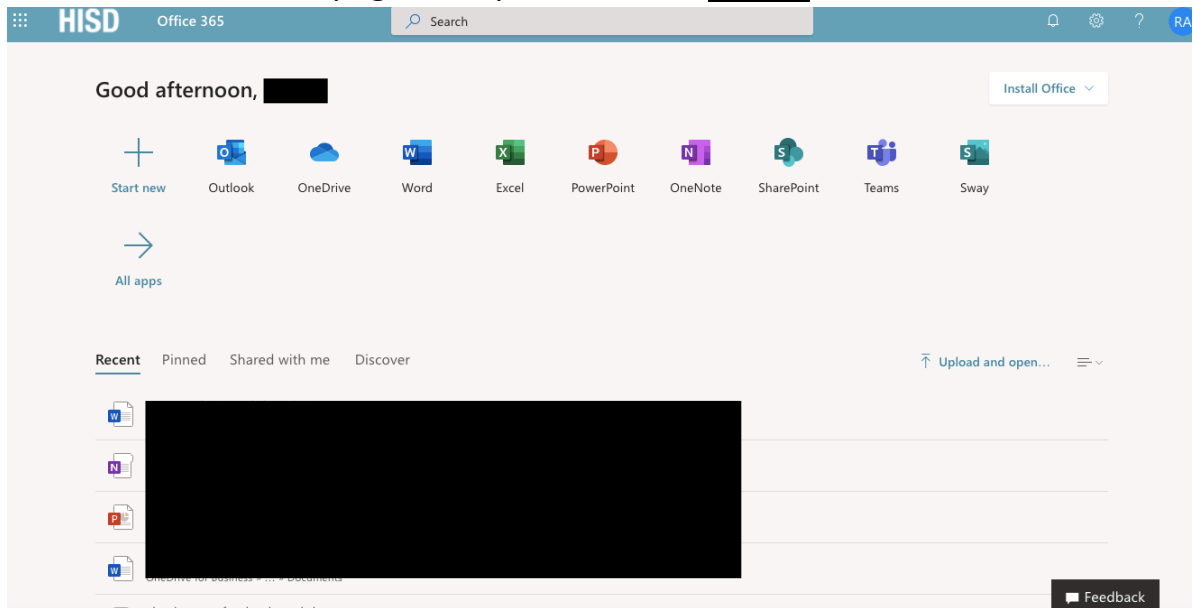 HISD Office 365 Search ? RA
Good afternoon,
Install Office
Start new Outlook OneDrive Word Excel PowerPoint OneNote SharePoint Teams Sway
All apps
Recent Pinned Shared with me Discover Upload and open...
OneDrive for Business » ... » Documents
Feedback